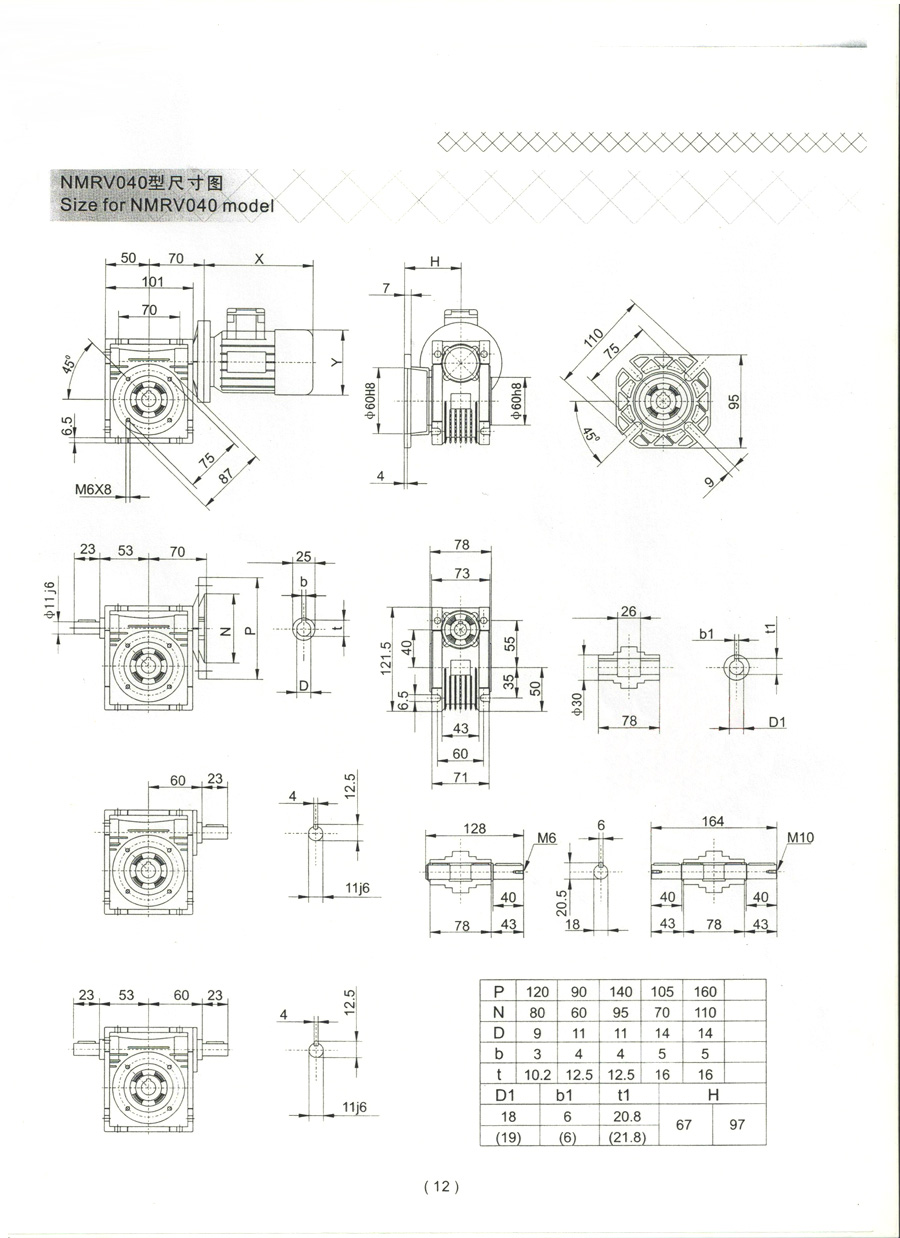 NMRV040型尺寸图
Size for NMRV040 model
50 70 X
101
70
45°
6.5
M6X8
75
87
Y
H
7
ϕ60H8
ϕ60h8
4
110
75
45°
95
9
23 53 70
ϕ11j6
N
P
25
b
t
D
78
73
121.5
40
6.5
55
35
50
43
60
71
26
ϕ30
78
b1
t1
D1
60 23
4
12.5
11j6
128
M6
40
78 43
6
20.5
18
164
M10
40 40
43 78 43
23 53 60 23
4
12.5
11j6
P 120 90 140 105 160
N 80 60 95 70 110
D 9 11 11 14 14
b 3 4 4 5 5
t 10.2 12.5 12.5 16 16
D1 b1 t1 H
18 6 20.8 67 97
(19) (6) (21.8)
(12)